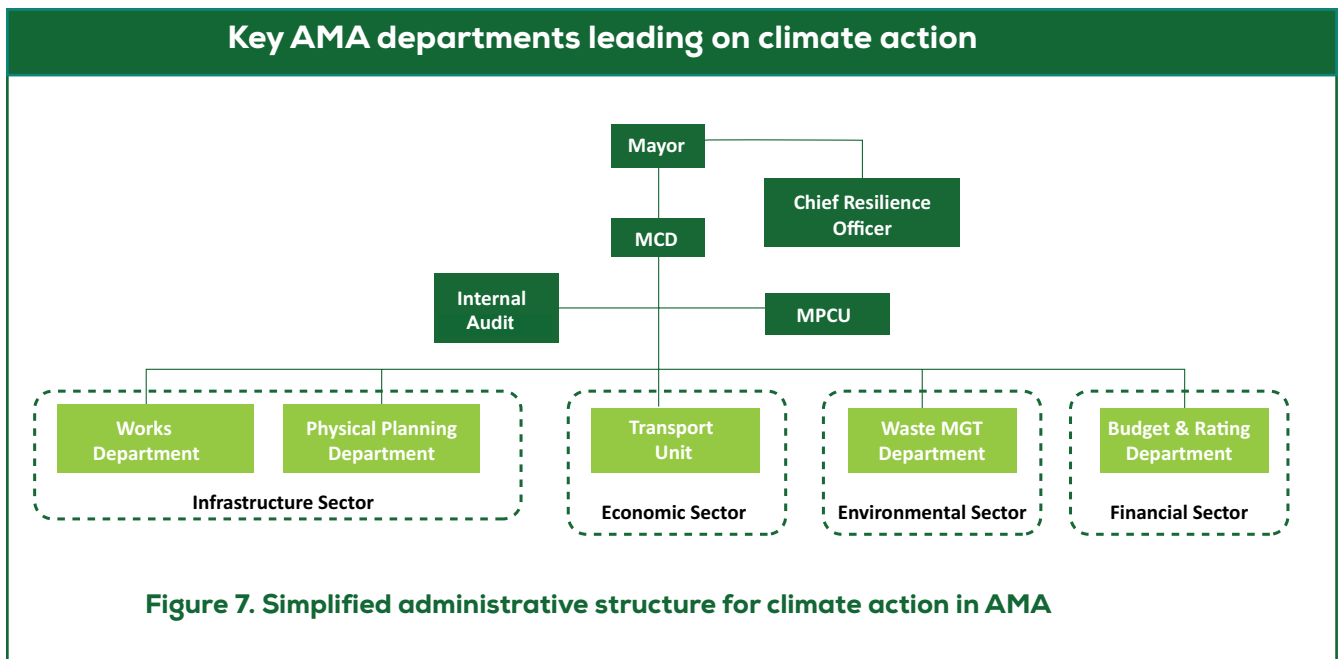 Key AMA departments leading on climate action
Mayor
Chief Resilience
Officer
MCD
Internal
Audit
MPCU
Works
Department
Physical Planning
Department
Infrastructure Sector
Transport
Unit
Economic Sector
Waste MGT
Department
Environmental Sector
Budget & Rating
Department
Financial Sector
Figure 7. Simplified administrative structure for climate action in AMA